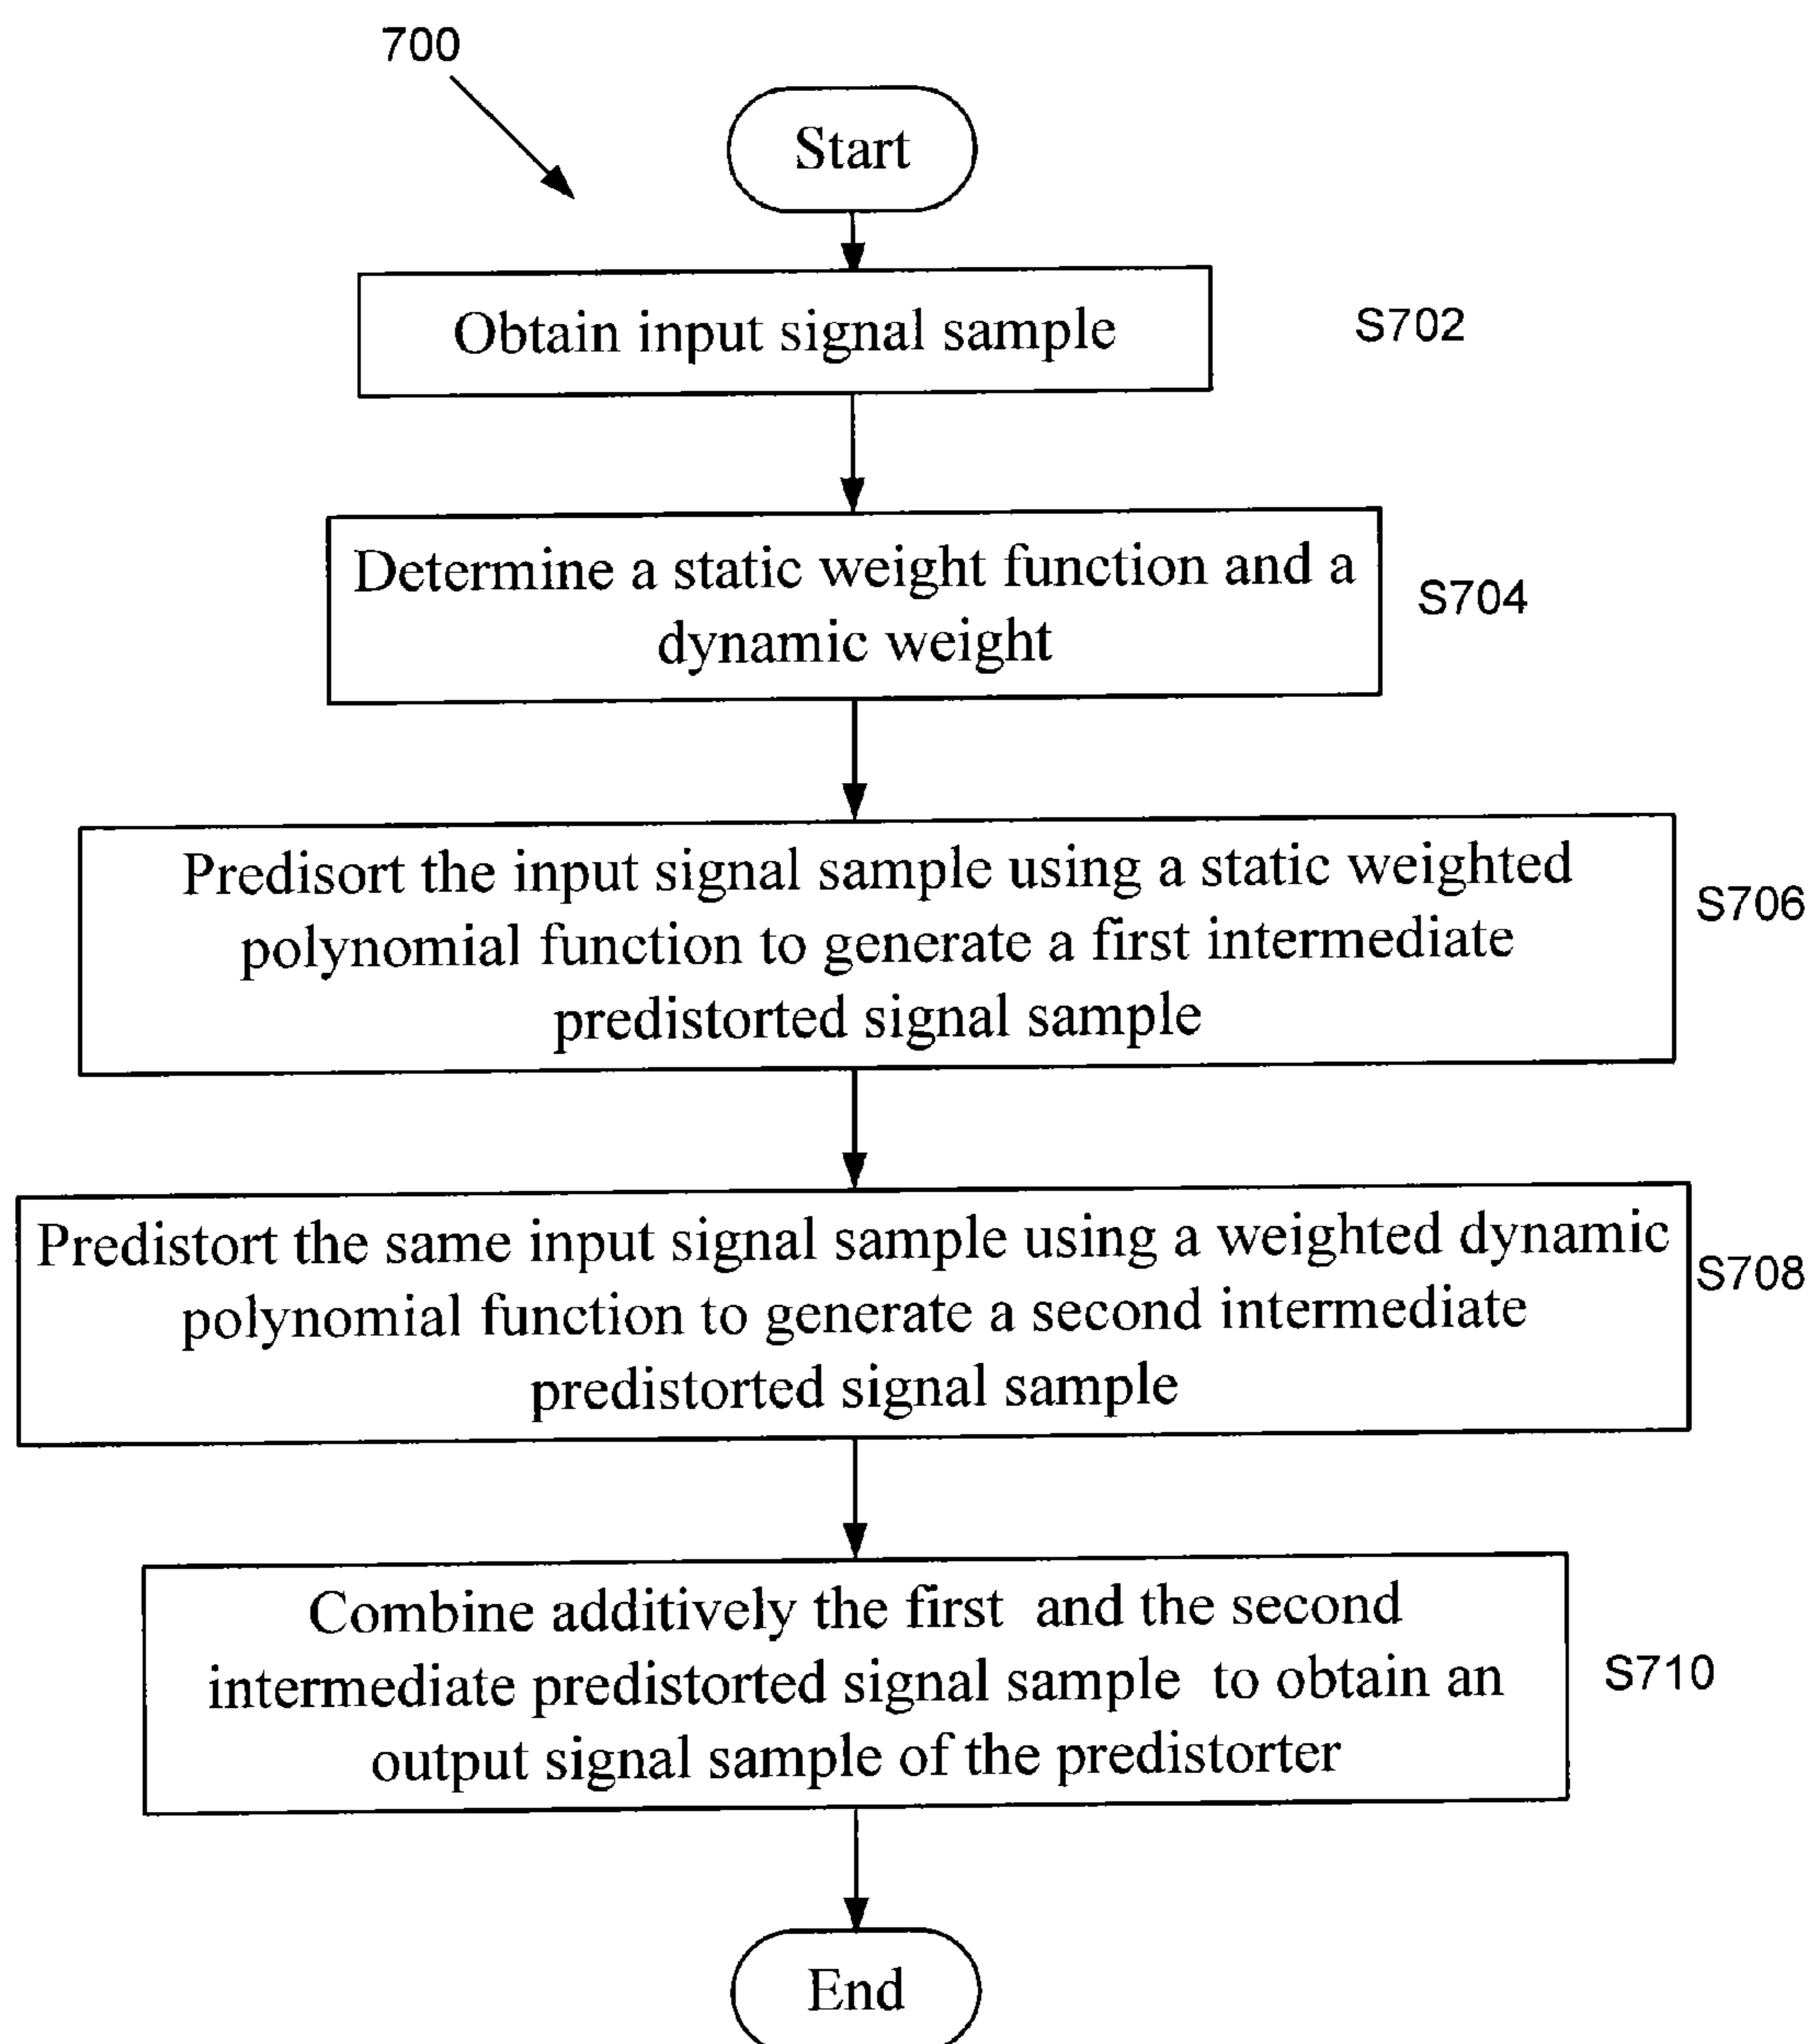 700
Start
Obtain input signal sample
S702
Determine a static weight function and a
dynamic weight
S704
Predisort the input signal sample using a static weighted
polynomial function to generate a first intermediate
predistorted signal sample
S706
Predistort the same input signal sample using a weighted dynamic
polynomial function to generate a second intermediate
predistorted signal sample
S708
Combine additively the first and the second
intermediate predistorted signal sample to obtain an
output signal sample of the predistorter
S710
End